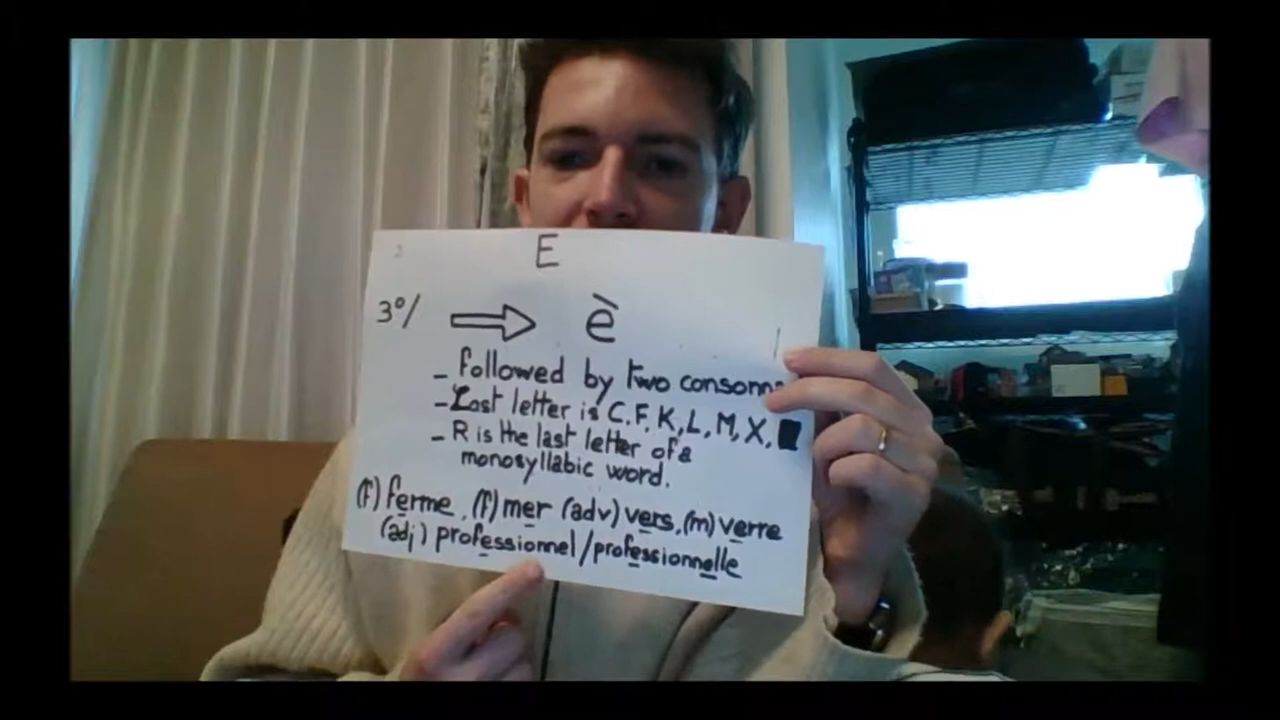 E
3°/ ⇒ è
- followed by two consonn
- Last letter is C, F, K, L, M, X,
- R is the last letter of a
monosyllabic word.
(f) ferme, (f) mer (adv) vers, (m) verre
(adj) professionnel/professionnelle